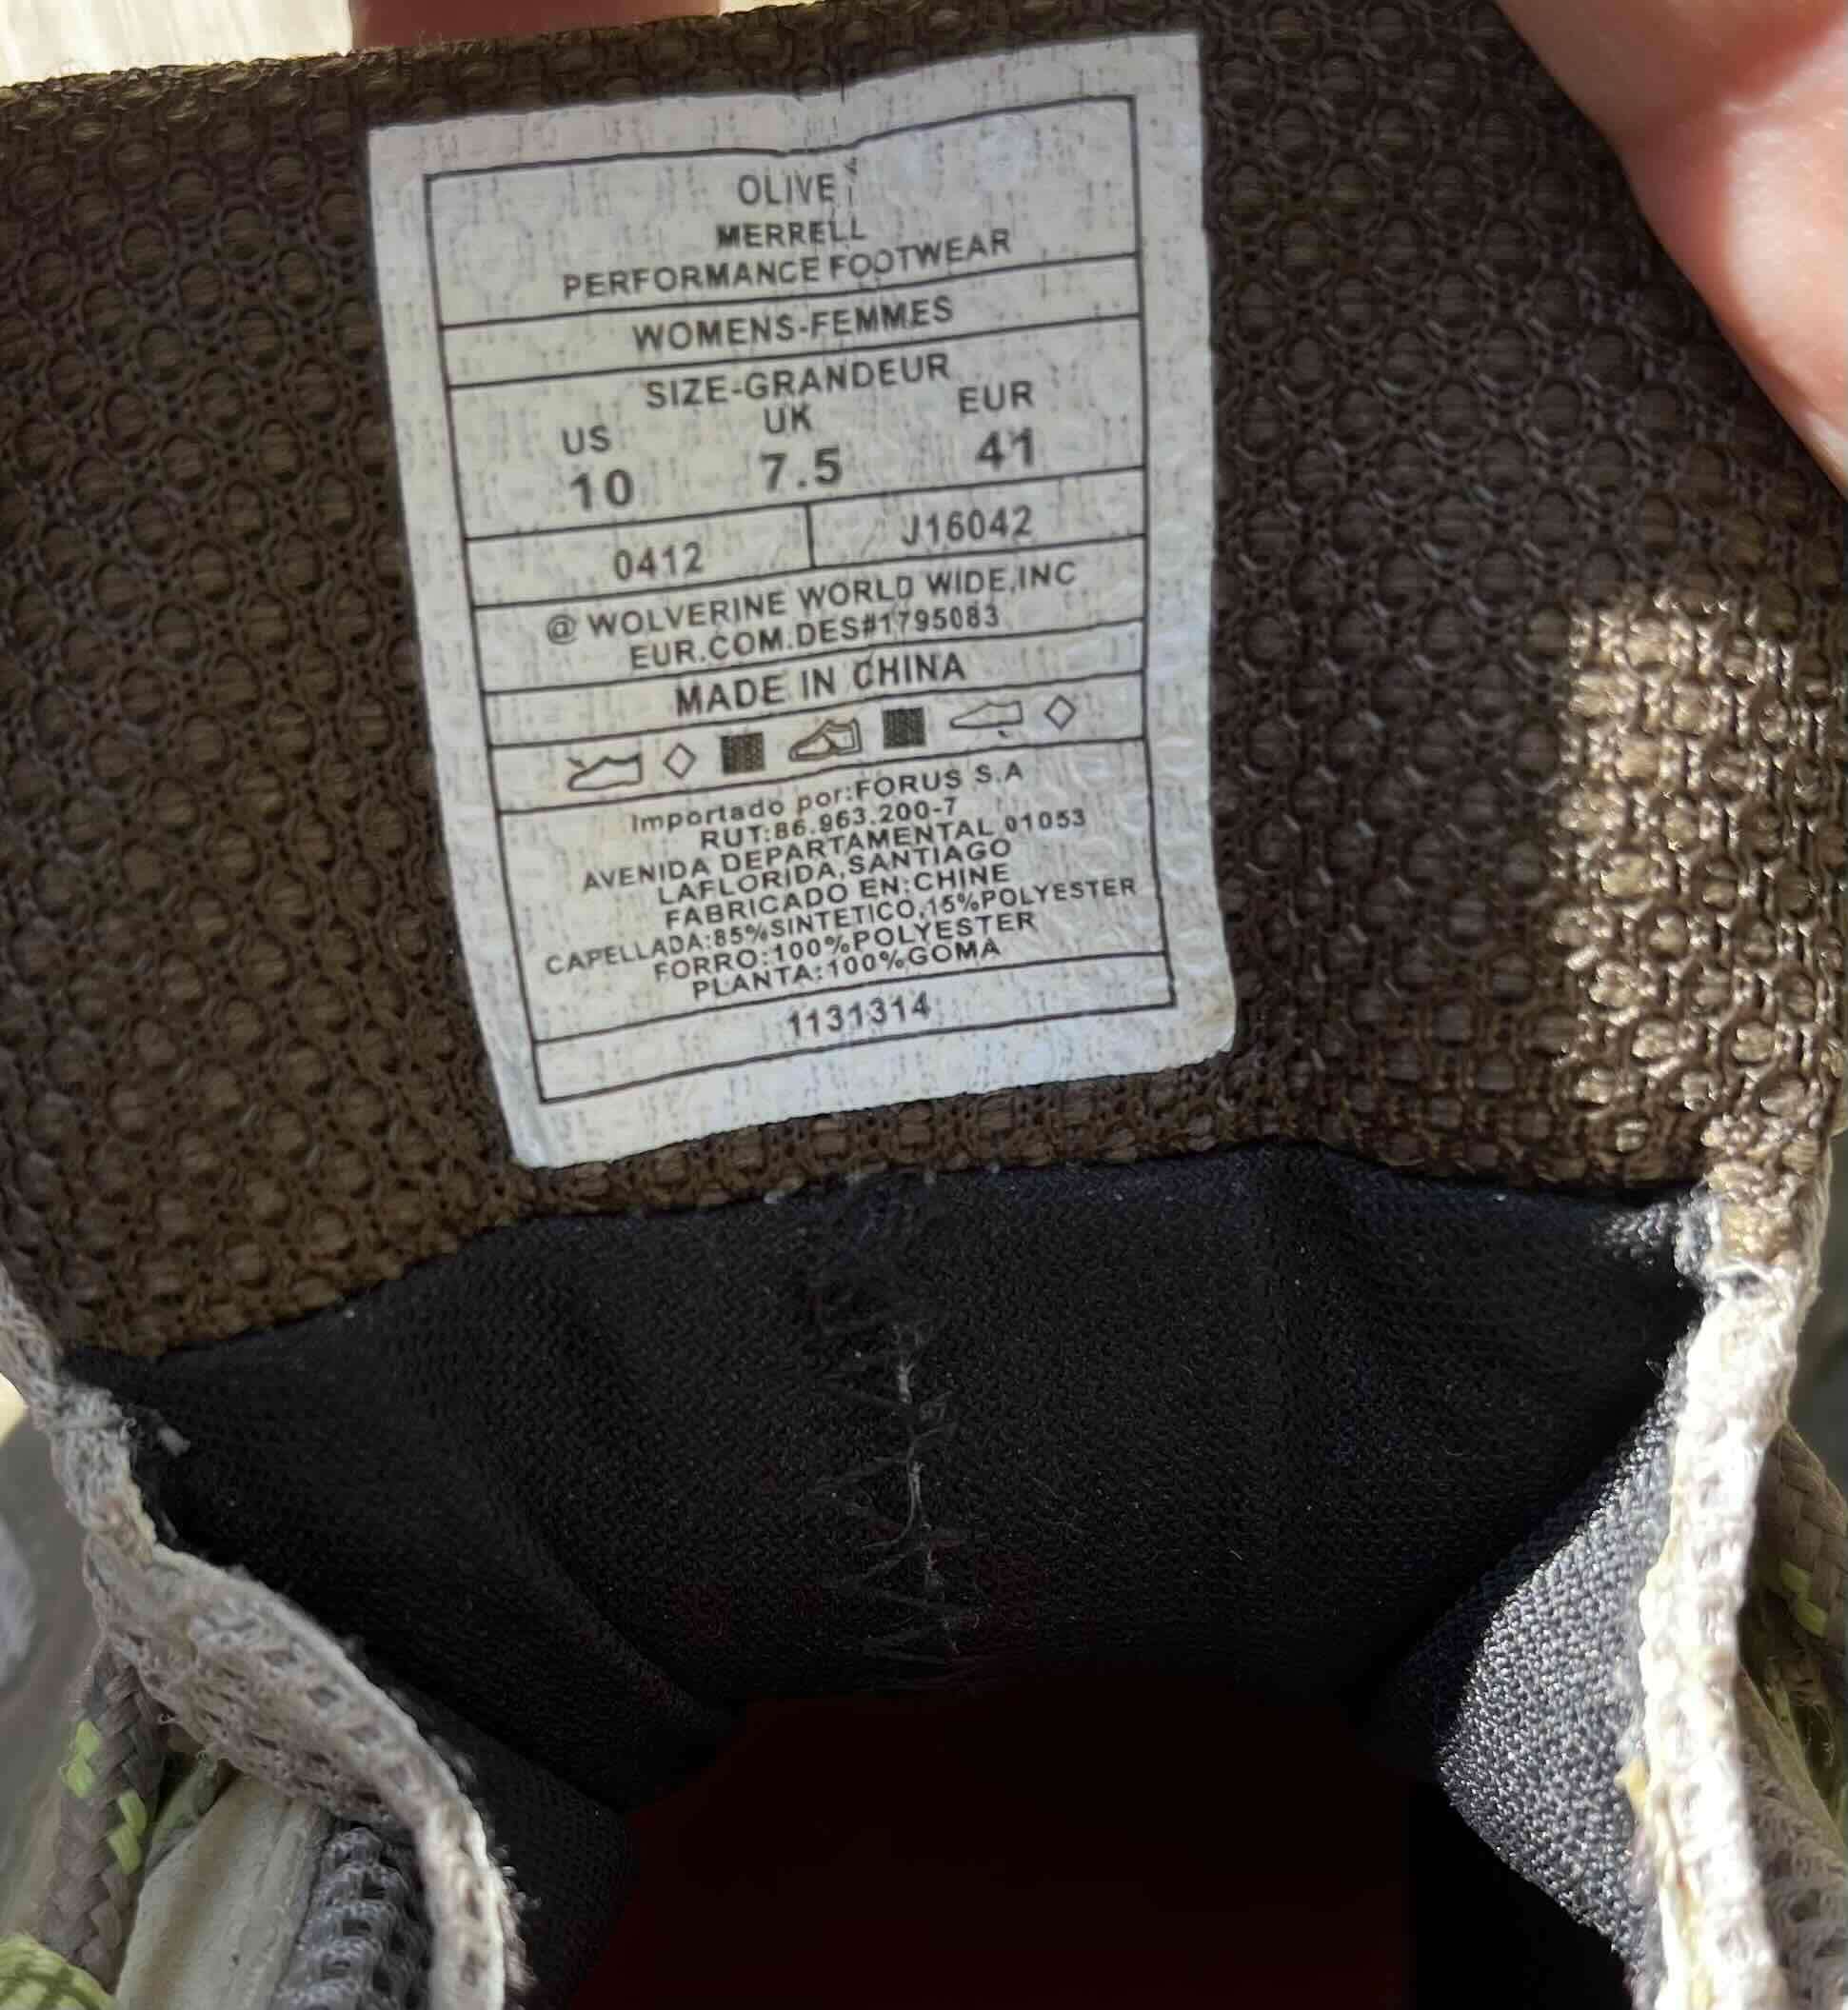 OLIVE
MERRELL
PERFORMANCE FOOTWEAR
WOMENS-FEMMES
SIZE-GRANDEUR
US UK EUR
10 7.5 41
0412 J16042
@ WOLVERINE WORLD WIDE,INC
EUR.COM.DES#1795083
MADE IN CHINA
Importado por:FORUS S.A
RUT:86.963.200-7
AVENIDA DEPARTAMENTAL 01053
LAFLORIDA,SANTIAGO
FABRICADO EN:CHINE
CAPELLADA:85%SINTETICO,15%POLYESTER
FORRO:100%POLYESTER
PLANTA:100%GOMA
1131314